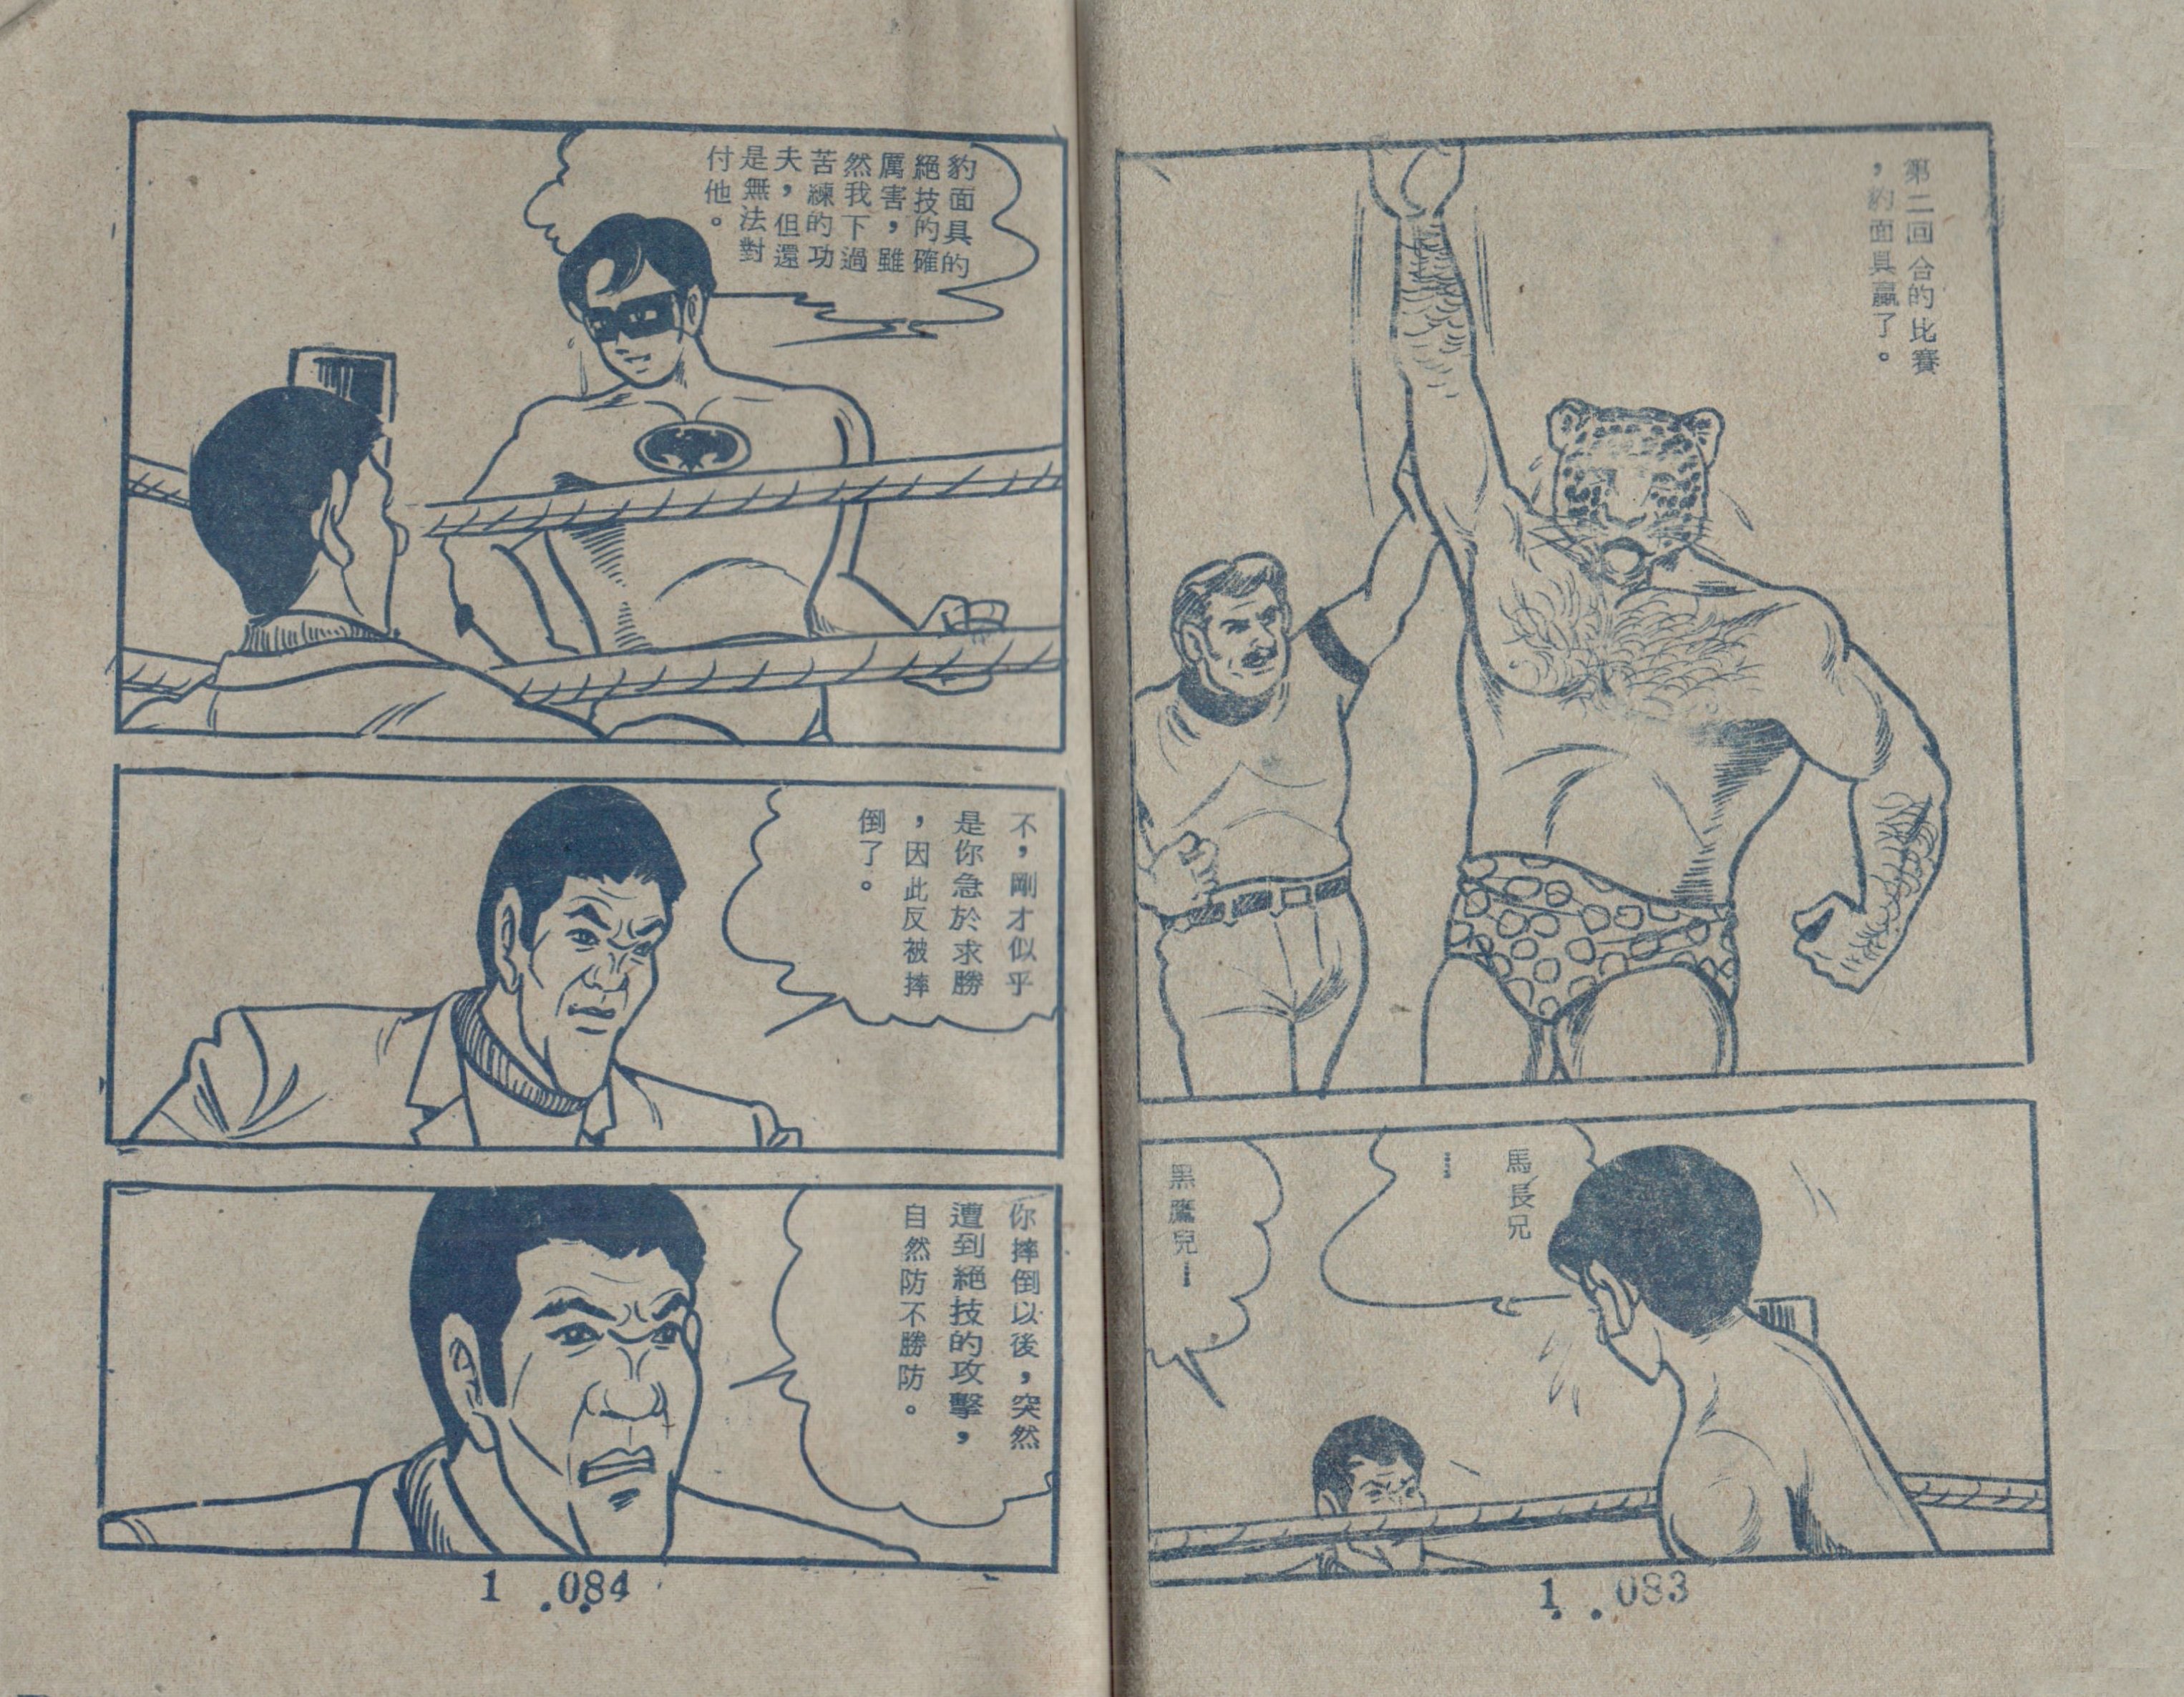 第二回合的比賽
，豹面具贏了。
馬長兄
……
黑鷹兒……
1..083
豹面具的
絕技的確
厲害，雖
然我下過
苦練的功
夫，但還
是無法對
付他。
不，剛才似乎
是你急於求勝
，因此反被摔
倒了。
你摔倒以後，突然
遭到絕技的攻擊，
自然防不勝防。
1..084